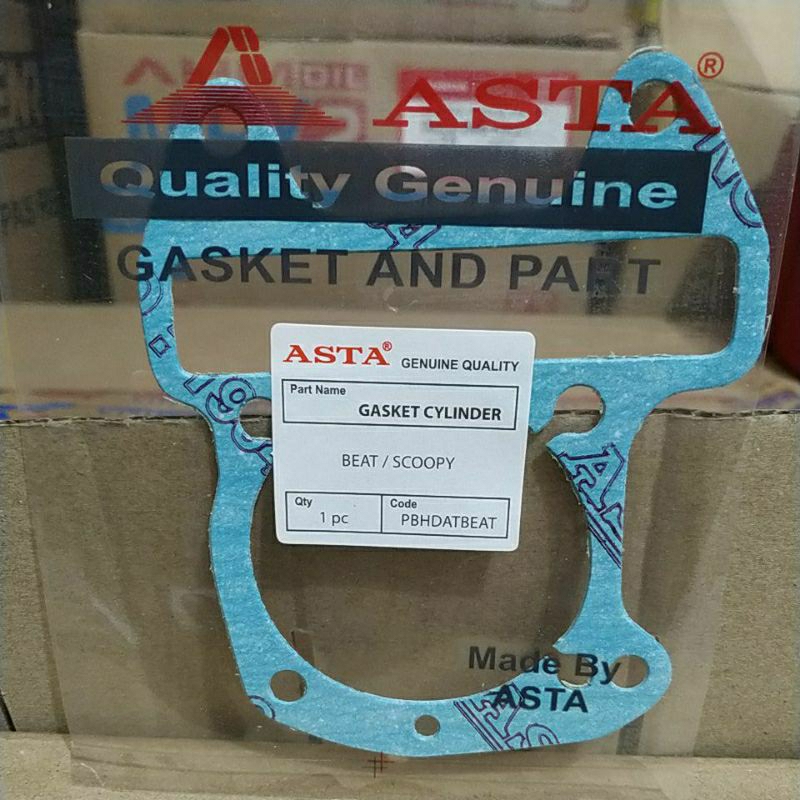 ASTA®
Quality Genuine
GASKET AND PART
ASTA® GENUINE QUALITY
Part Name
GASKET CYLINDER
BEAT / SCOOPY
Qty
1 pc
Code
PBHDATBEAT
Made By
ASTA